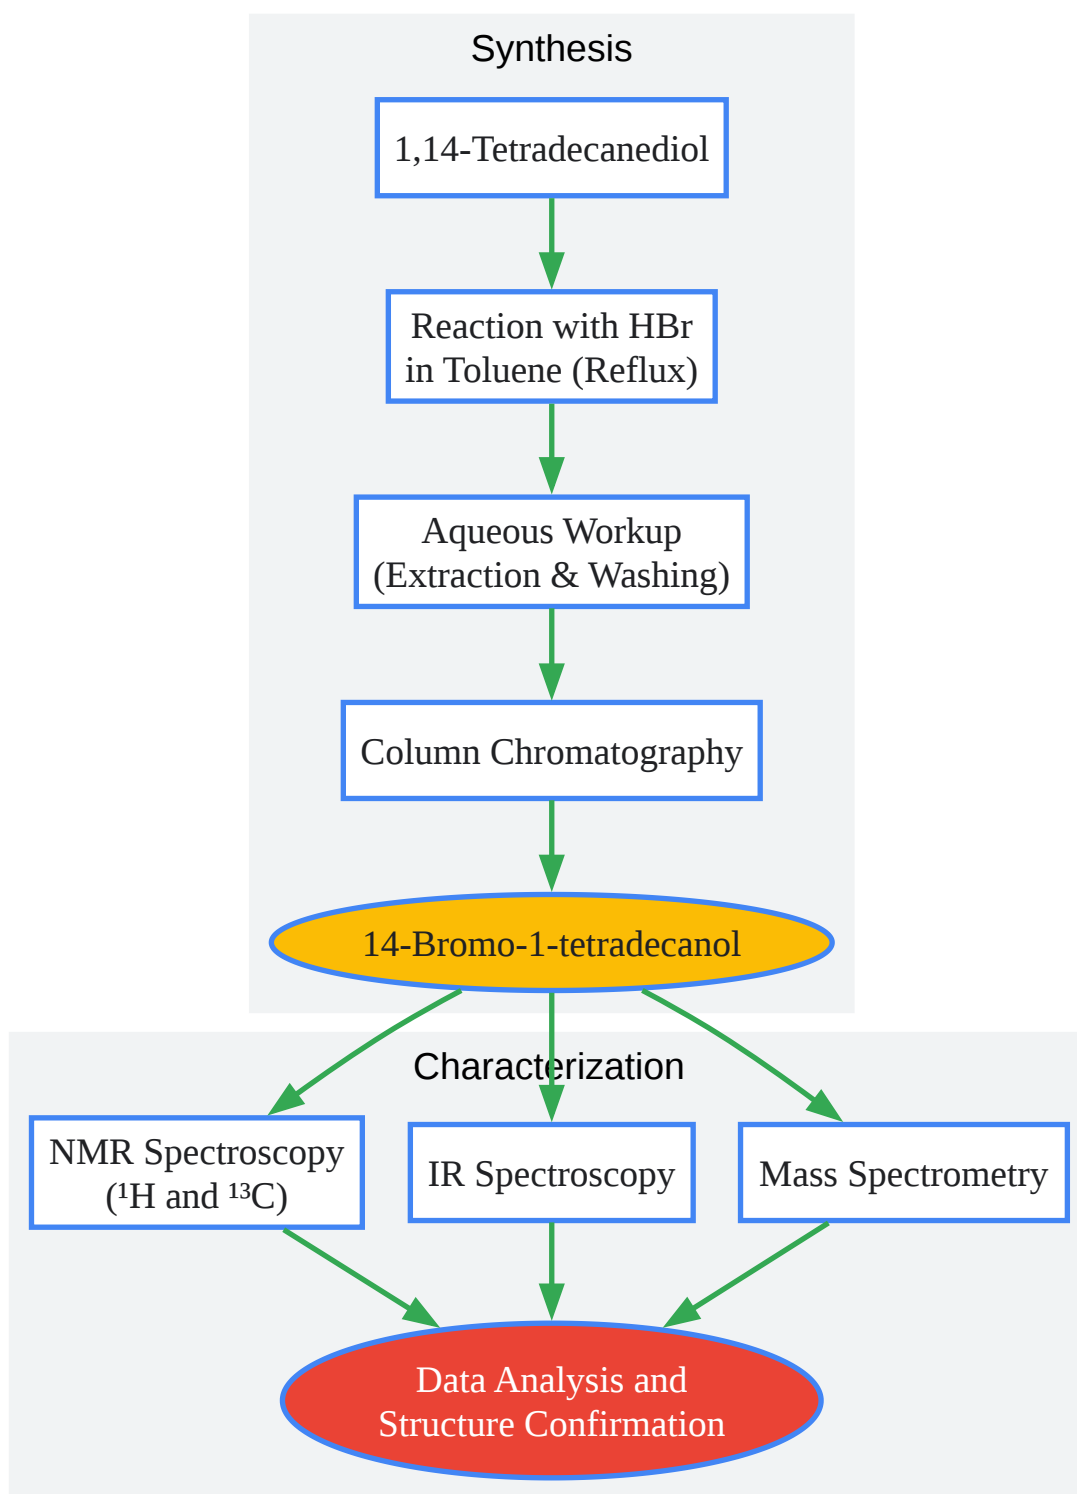 Synthesis
1,14-Tetradecanediol
Reaction with HBr
in Toluene (Reflux)
Aqueous Workup
(Extraction & Washing)
Column Chromatography
14-Bromo-1-tetradecanol
Characterization
NMR Spectroscopy
(¹H and ¹³C)
IR Spectroscopy
Mass Spectrometry
Data Analysis and
Structure Confirmation